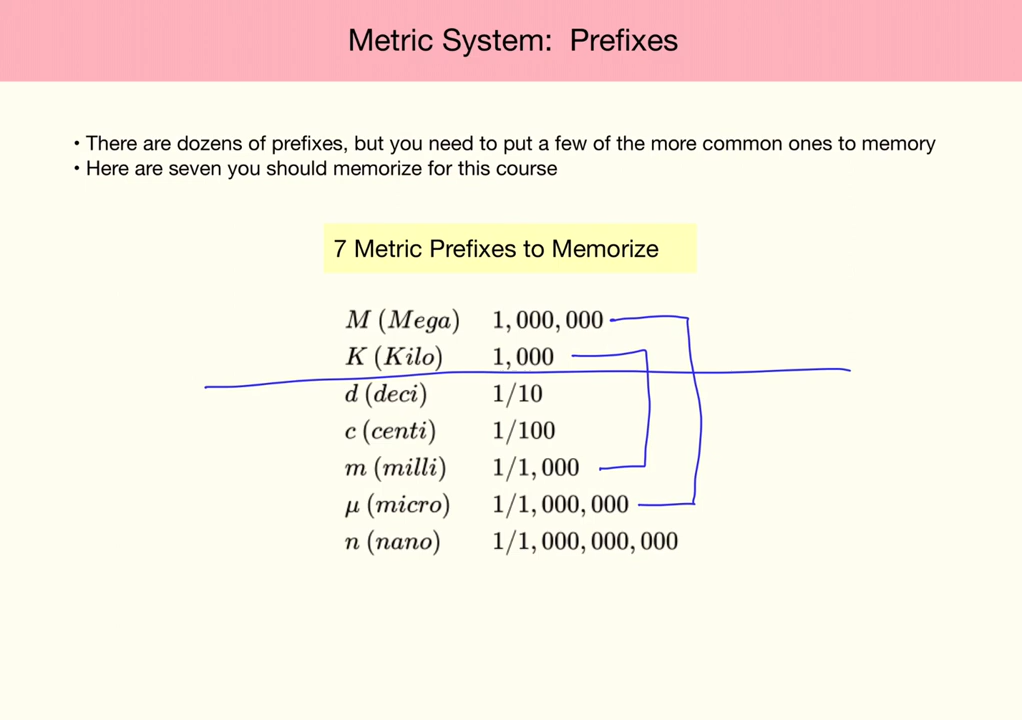 Metric System:  Prefixes
• There are dozens of prefixes, but you need to put a few of the more common ones to memory
• Here are seven you should memorize for this course
7 Metric Prefixes to Memorize
M (Mega) 1,000,000
K (Kilo) 1,000
d (deci) 1/10
c (centi) 1/100
m (milli) 1/1,000
μ (micro) 1/1,000,000
n (nano) 1/1,000,000,000